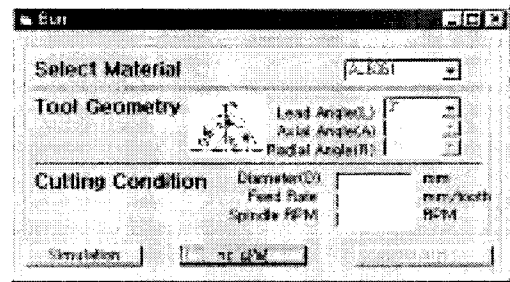 Run
Select Material
Tool Geometry
Lead Angle(L)
Axial Angle(A)
Radial Angle(R)
Cutting Condition
Diameter(D) mm
Feed Rate mm/tooth
Spindle RPM RPM
Simulation